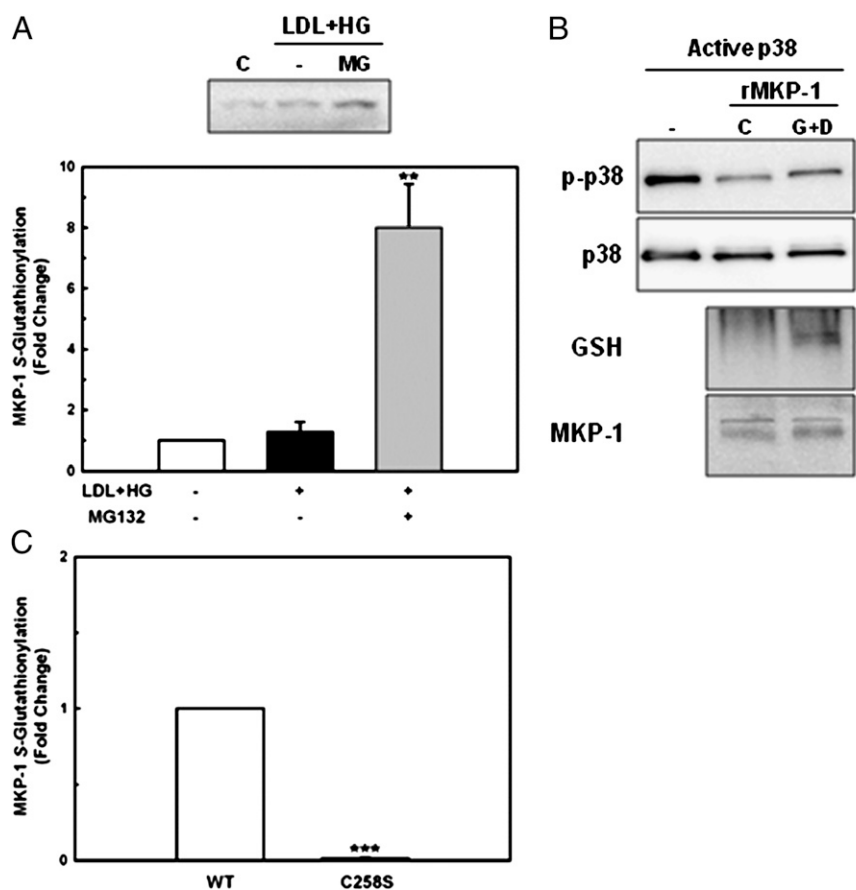 A
LDL+HG
C - MG
10
8
6
4
2
0
MKP-1 S-Glutathionylation
(Fold Change)
**
LDL+HG - + +
MG132 - - +
B
Active p38
rMKP-1
- C G+D
p-p38
p38
GSH
MKP-1
C
2
1
0
MKP-1 S-Glutathionylation
(Fold Change)
***
WT C258S